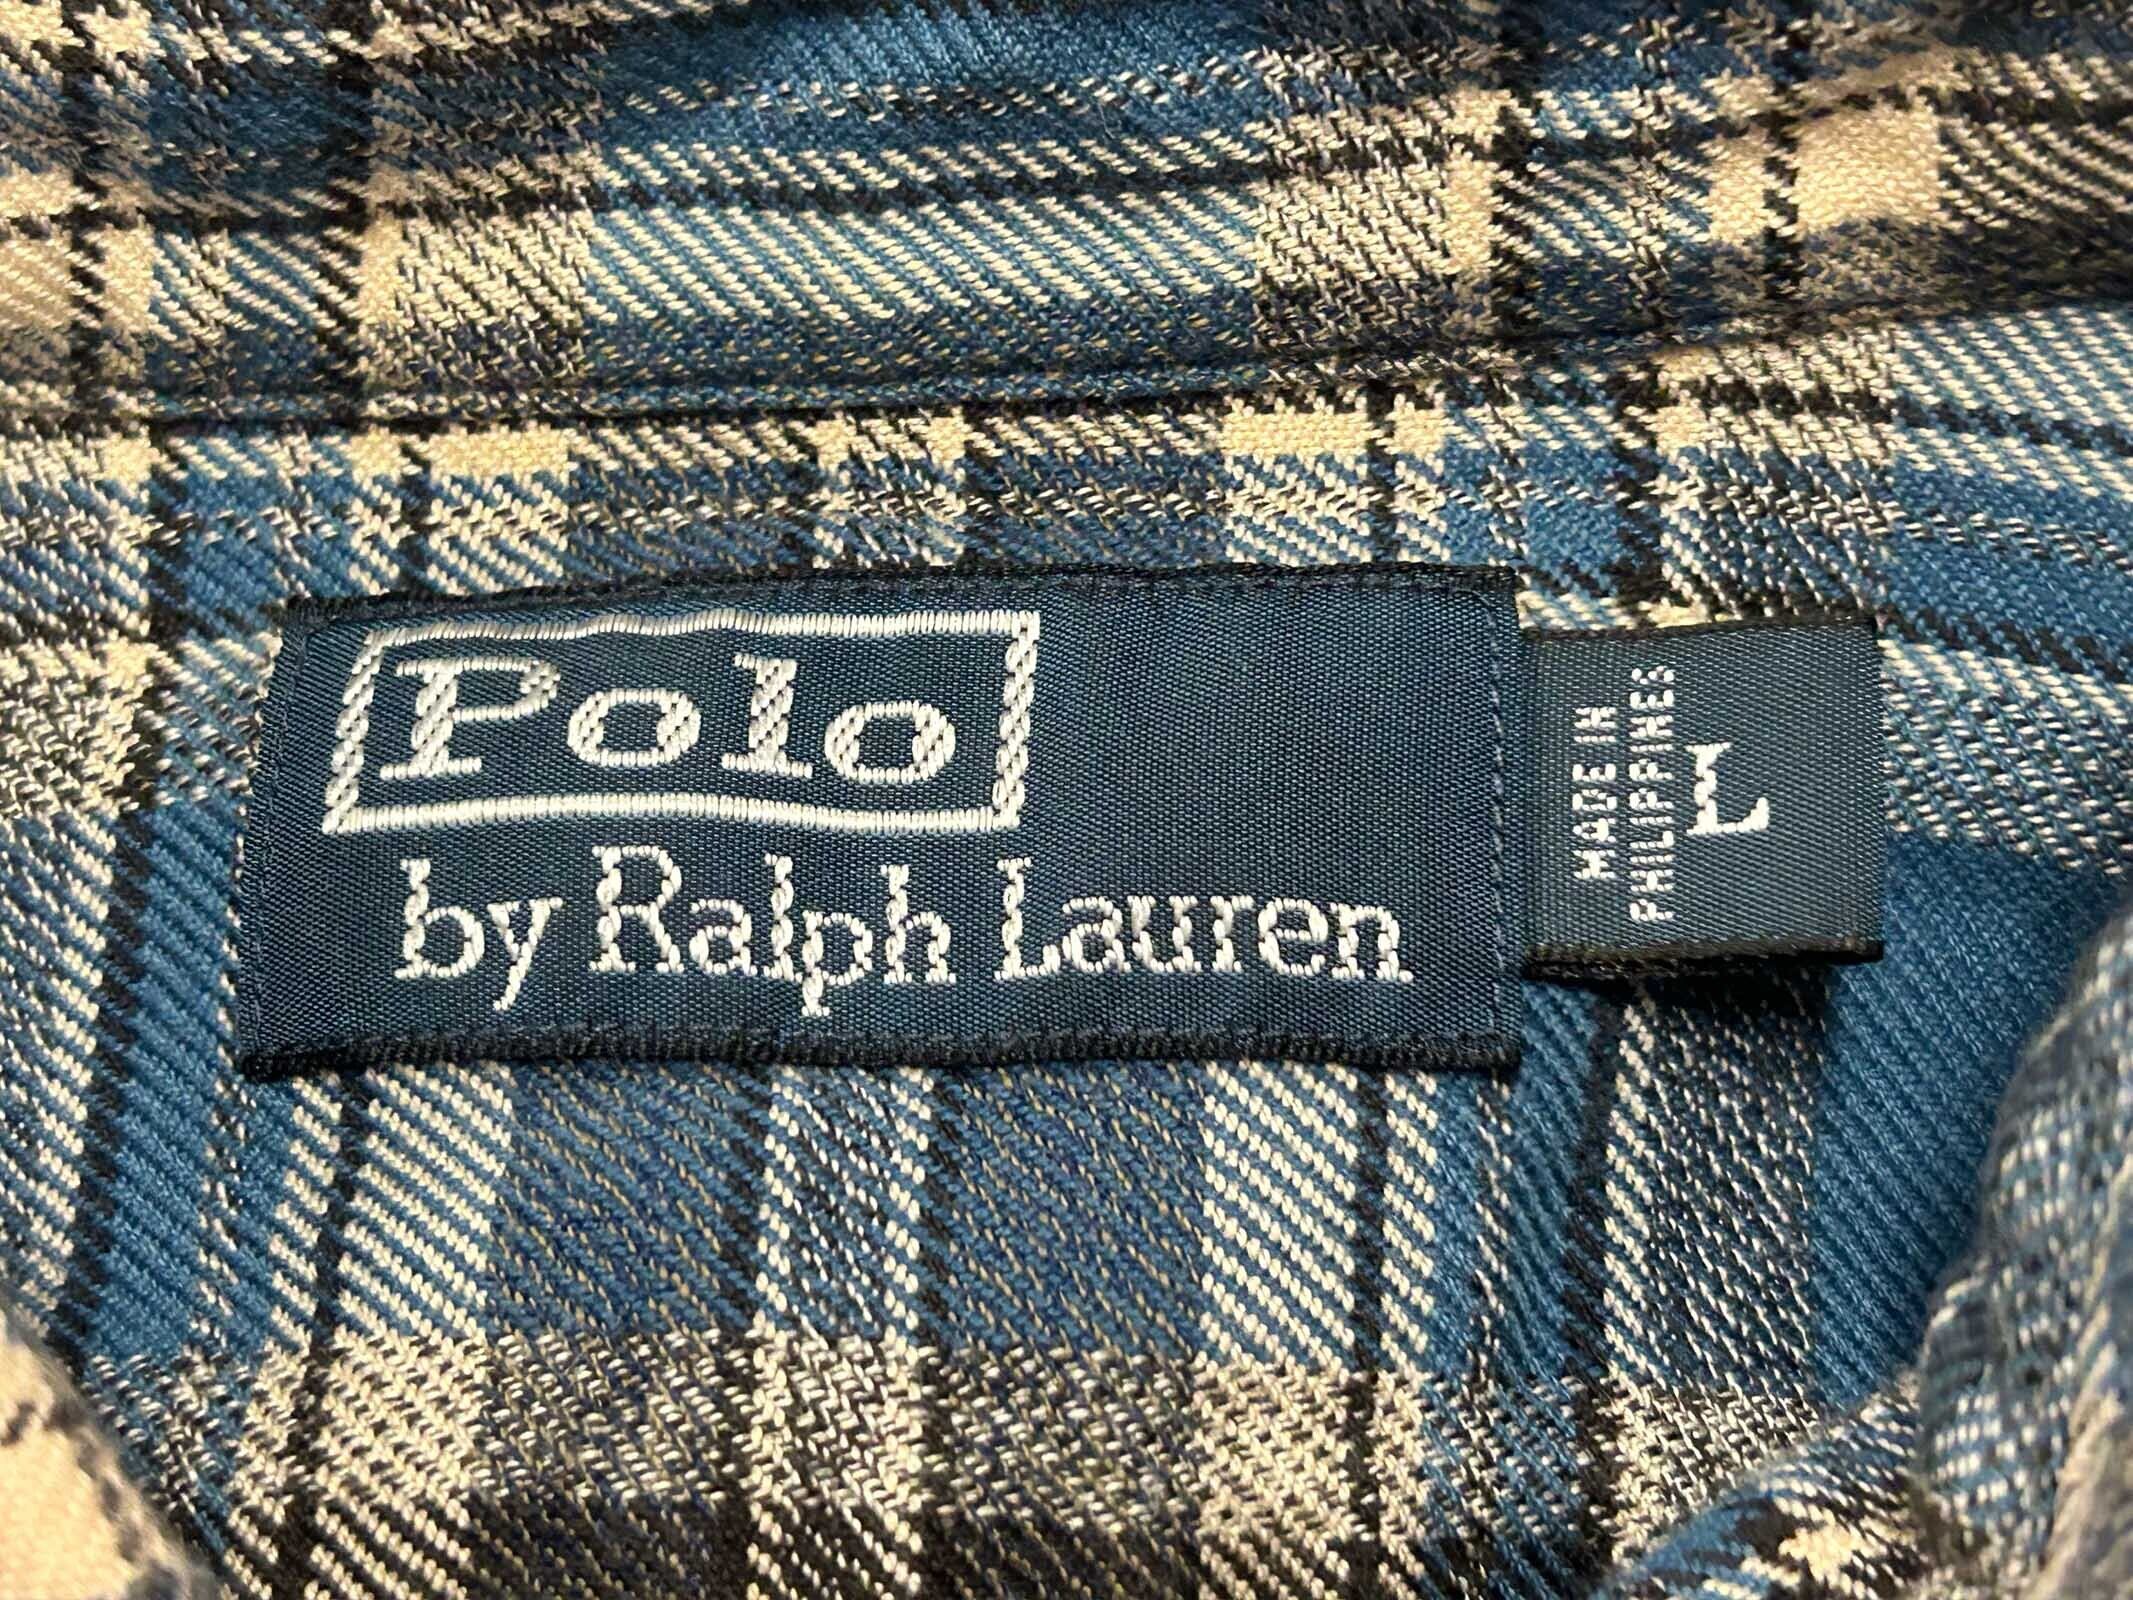 Polo
by Ralph Lauren
MADE IN
PHILIPPINES
L